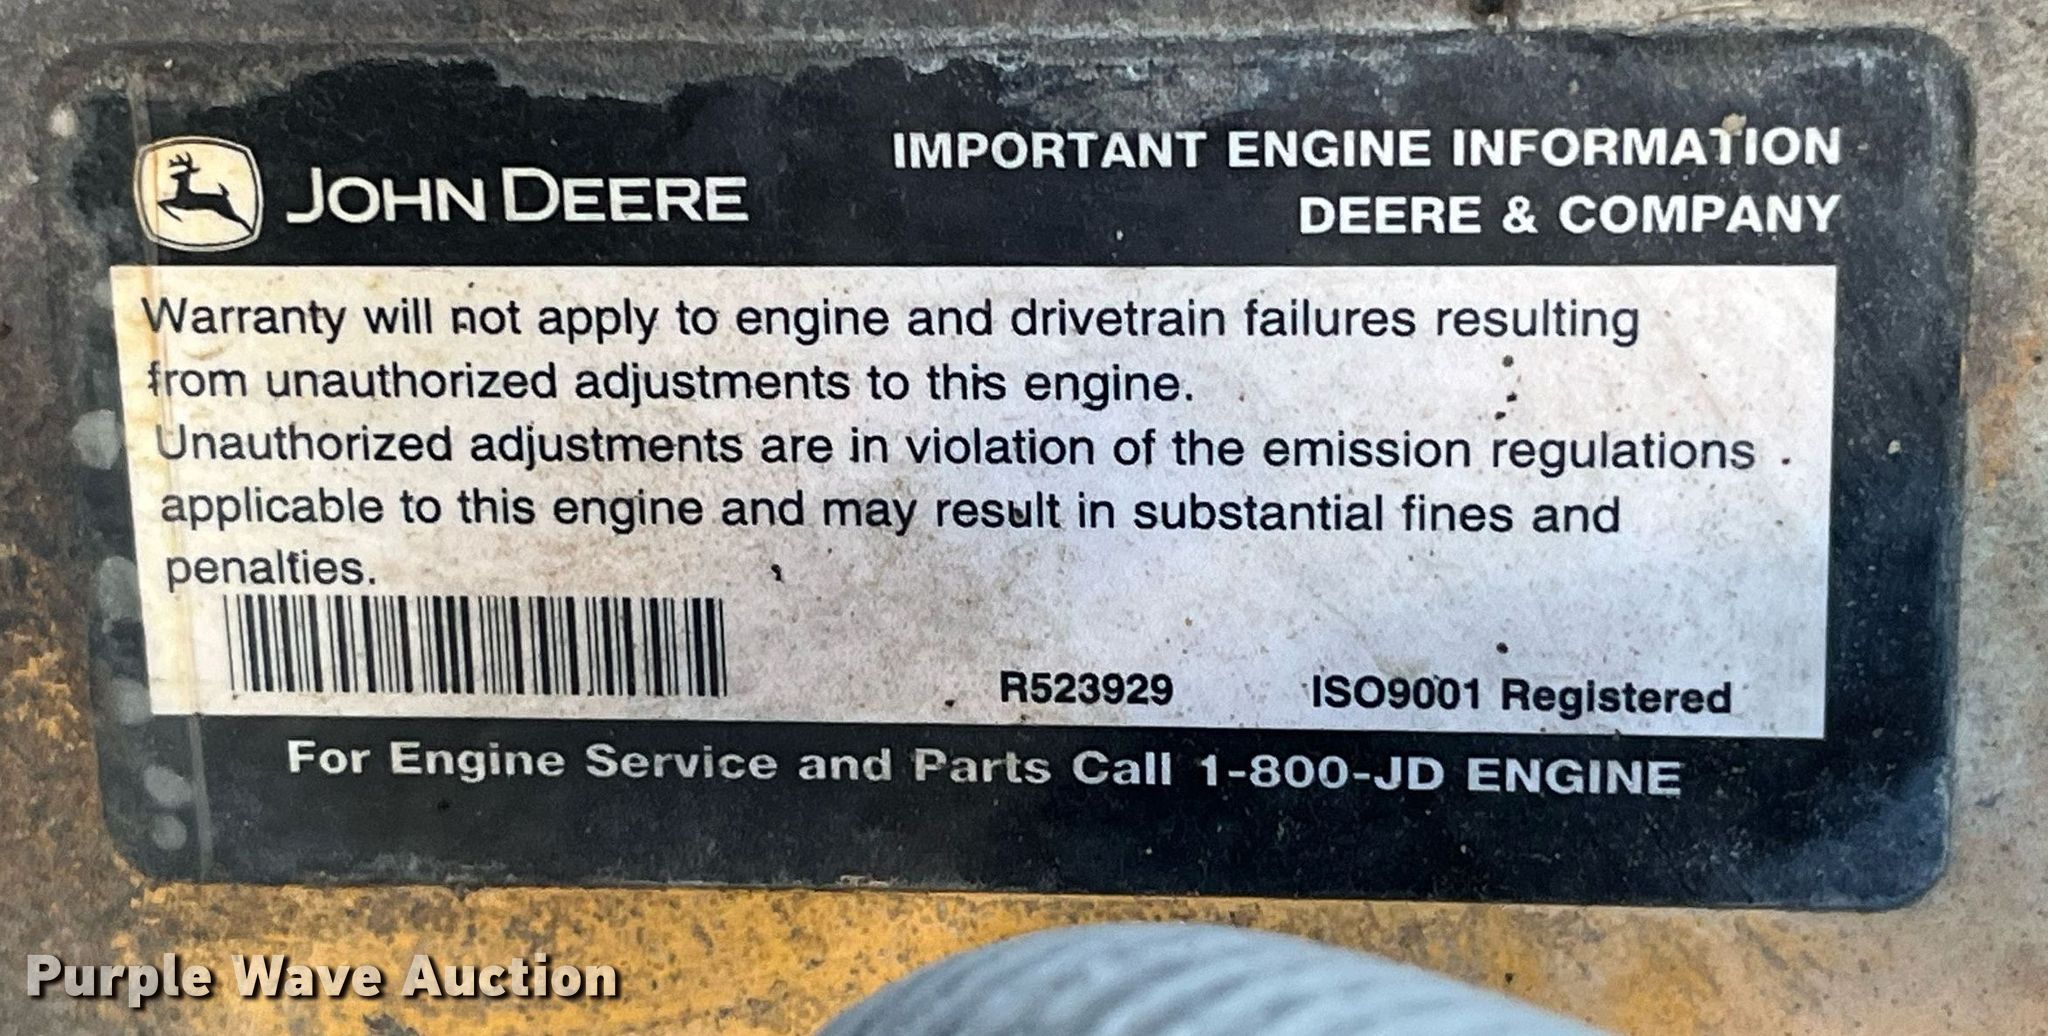 JOHN DEERE
IMPORTANT ENGINE INFORMATION
DEERE & COMPANY
Warranty will not apply to engine and drivetrain failures resulting
from unauthorized adjustments to this engine.
Unauthorized adjustments are in violation of the emission regulations
applicable to this engine and may result in substantial fines and
penalties.
R523929 ISO9001 Registered
For Engine Service and Parts Call 1-800-JD ENGINE
Purple Wave Auction